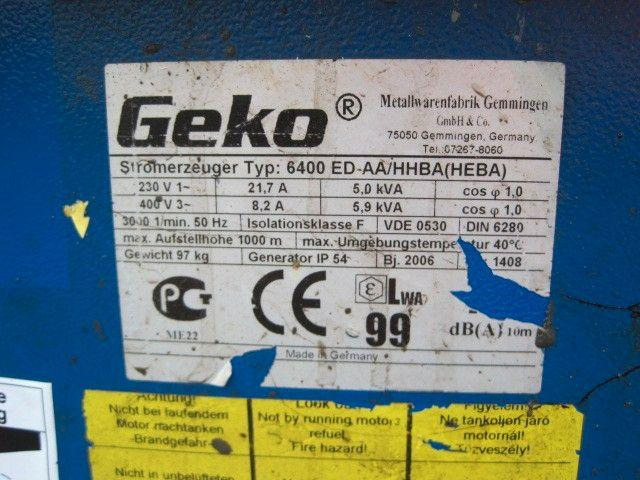 Geko ®
Metallwarenfabrik Gemmingen
GmbH & Co.
75050 Gemmingen, Germany
Tel.:07267-8060
Stromerzeuger Typ: 6400 ED-AA/HHBA(HEBA)
230 V 1~ 21,7 A 5,0 kVA cos φ 1,0
400 V 3~ 8,2 A 5,9 kVA cos φ 1,0
3000 1/min. 50 Hz Isolationsklasse F VDE 0530 DIN 6280
max. Aufstellhöhe 1000 m max. Umgebungstemperatur 40°C
Gewicht 97 kg Generator IP 54 Bj. 2006 1408
PCT CE LWA
ME22 99 dB(A) 10m
Made in Germany
Achtung!
Nicht bei laufendem
Motor nachtanken
Brandgefahr
Nicht in unbelüfteten
Look out!
Not by running motor
refuel
Fire hazard!
Figyelem!
Ne tankoljon járó
motornál!